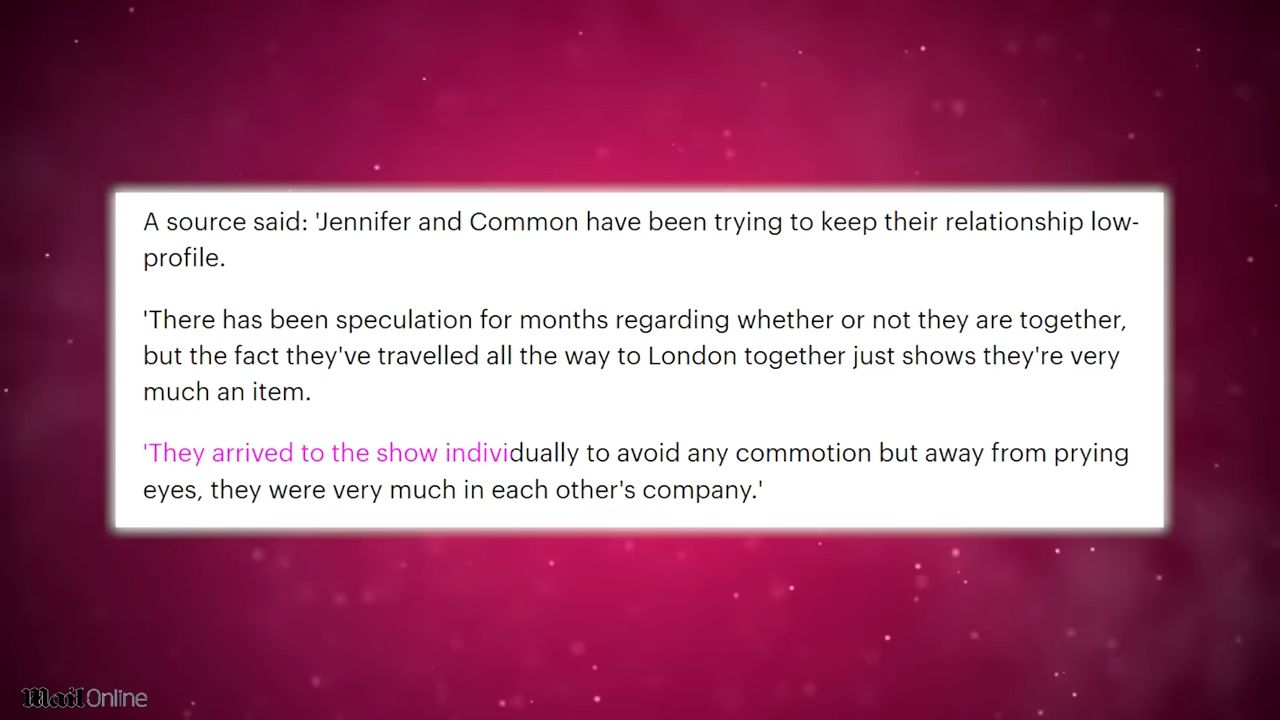 A source said: 'Jennifer and Common have been trying to keep their relationship low-
profile.
'There has been speculation for months regarding whether or not they are together,
but the fact they've travelled all the way to London together just shows they're very
much an item.
'They arrived to the show individually to avoid any commotion but away from prying
eyes, they were very much in each other's company.'
Mail Online